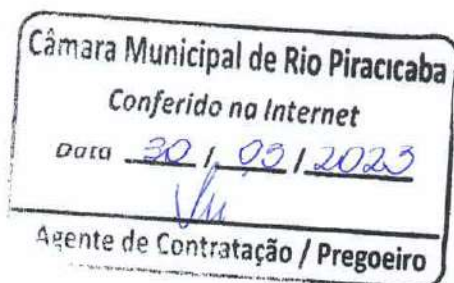 Câmara Municipal de Rio Piracicaba
Conferido na Internet
Data 30 / 03 / 2023
Agente de Contratação / Pregoeiro